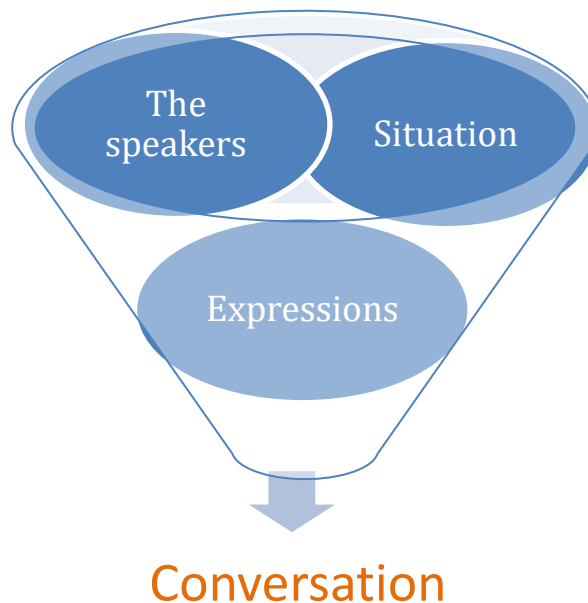 The
speakers
Situation
Expressions
Conversation